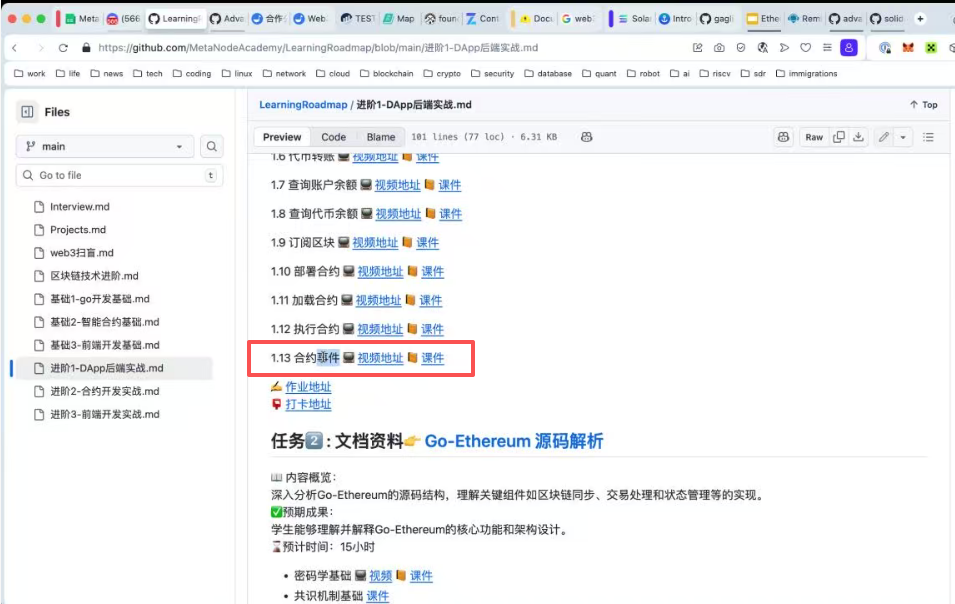 Meta
(566
Learning
Adva
合作
Web
TEST
Map
foun
Cont
Docu
web
Sola
Intro
gagli
Ethe
Rem
adva
solid
https://github.com/MetaNodeAcademy/LearningRoadmap/blob/main/进阶1-DApp后端实战.md
work life news tech coding linux network cloud blockchain crypto security database quant robot ai riscv sdr immigrations
Files
main
Go to file t
Interview.md
Projects.md
web3扫盲.md
区块链技术进阶.md
基础1-go开发基础.md
基础2-智能合约基础.md
基础3-前端开发基础.md
进阶1-DApp后端实战.md
进阶2-合约开发实战.md
进阶3-前端开发实战.md
LearningRoadmap / 进阶1-DApp后端实战.md
↑ Top
Preview Code Blame 101 lines (77 loc) · 6.31 KB
Raw
1.6 代币转账 🖥️ 视频地址 📙 课件
1.7 查询账户余额 🖥️ 视频地址 📙 课件
1.8 查询代币余额 🖥️ 视频地址 📙 课件
1.9 订阅区块 🖥️ 视频地址 📙 课件
1.10 部署合约 🖥️ 视频地址 📙 课件
1.11 加载合约 🖥️ 视频地址 📙 课件
1.12 执行合约 🖥️ 视频地址 📙 课件
1.13 合约事件 🖥️ 视频地址 📙 课件
✍️ 作业地址
📮 打卡地址
任务2️⃣：文档资料👉 Go-Ethereum 源码解析
📖 内容概览：
深入分析Go-Ethereum的源码结构，理解关键组件如区块链同步、交易处理和状态管理等的实现。
✅预期成果：
学生能够理解并解释Go-Ethereum的核心功能和架构设计。
⌛预计时间：15小时
• 密码学基础 🖥️ 视频 📙 课件
• 共识机制基础 课件